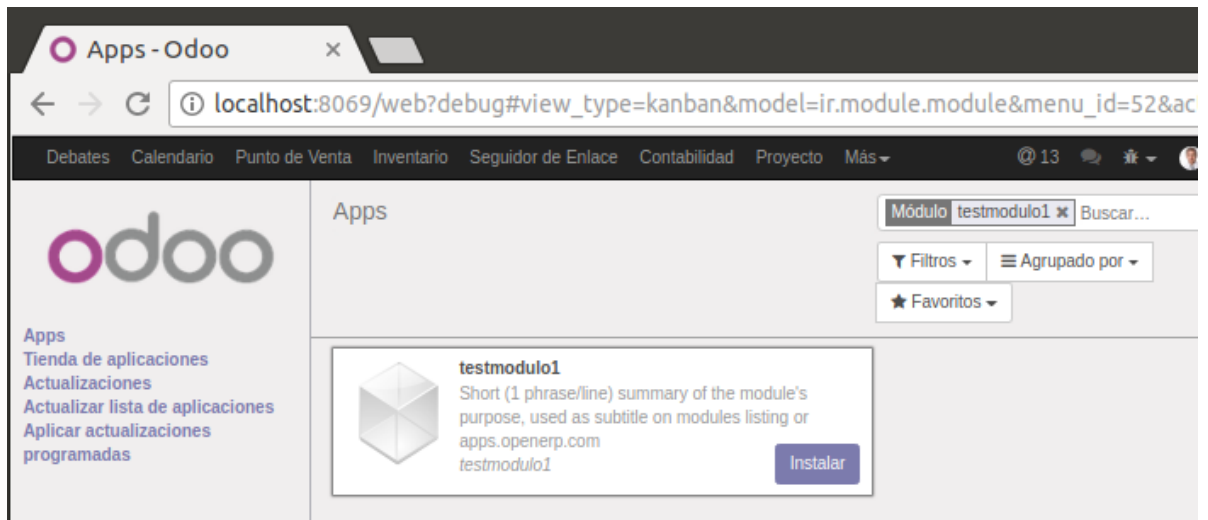 Apps - Odoo
localhost:8069/web?debug#view_type=kanban&model=ir.module.module&menu_id=52&ac
Debates Calendario Punto de Venta Inventario Seguidor de Enlace Contabilidad Proyecto Más @ 13
odoo
Apps
Módulo testmodulo1 Buscar...
Filtros Agrupado por
Favoritos
Apps
Tienda de aplicaciones
Actualizaciones
Actualizar lista de aplicaciones
Aplicar actualizaciones
programadas
testmodulo1
Short (1 phrase/line) summary of the module's
purpose, used as subtitle on modules listing or
apps.openerp.com
testmodulo1
Instalar